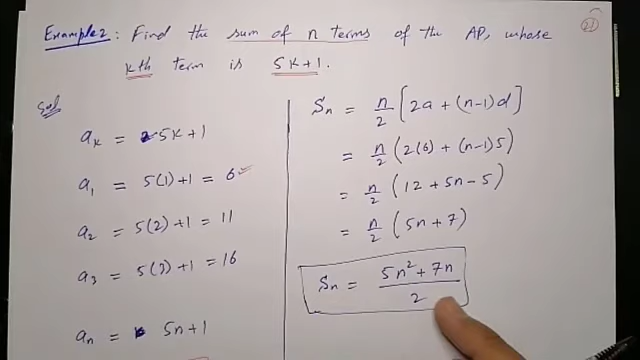 Example2: Find the sum of n terms of the AP, whose
kth term is 5k+1.
21
Sol
aₖ = 5k+1
a₁ = 5(1)+1 = 6
a₂ = 5(2)+1 = 11
a₃ = 5(3)+1 = 16
aₙ = 5n+1
Sₙ = n/2 [2a + (n-1)d]
= n/2 (2(6) + (n-1)5)
= n/2 (12 + 5n - 5)
= n/2 (5n+7)
Sₙ = 5n² + 7n / 2